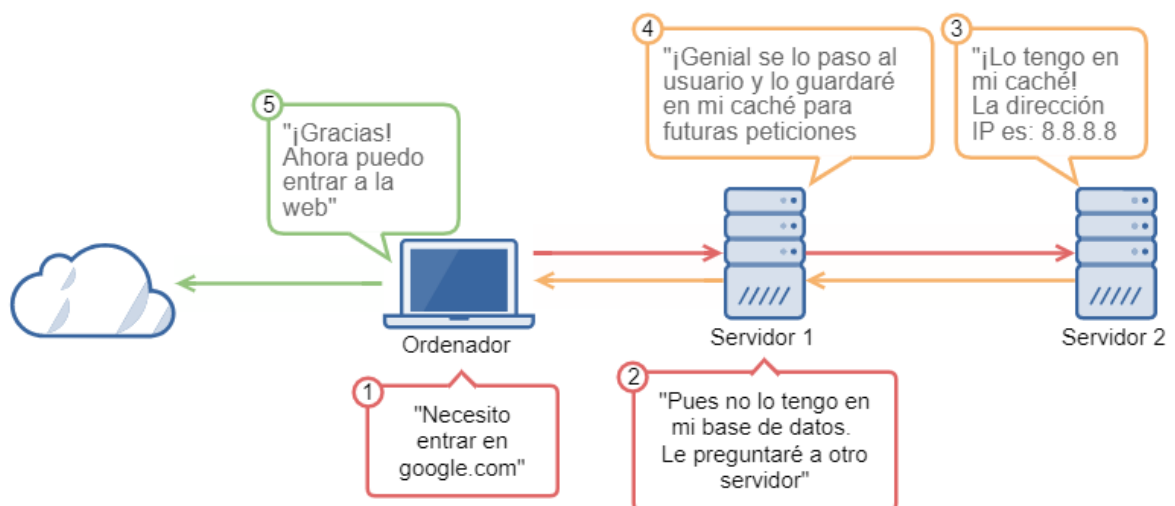 4
"¡Genial se lo paso al
usuario y lo guardaré
en mi caché para
futuras peticiones
3
"¡Lo tengo en
mi caché!
La dirección
IP es: 8.8.8.8
5
"¡Gracias!
Ahora puedo
entrar a la
web"
Ordenador
Servidor 1
Servidor 2
1
"Necesito
entrar en
google.com"
2
"Pues no lo tengo en
mi base de datos.
Le preguntaré a otro
servidor"